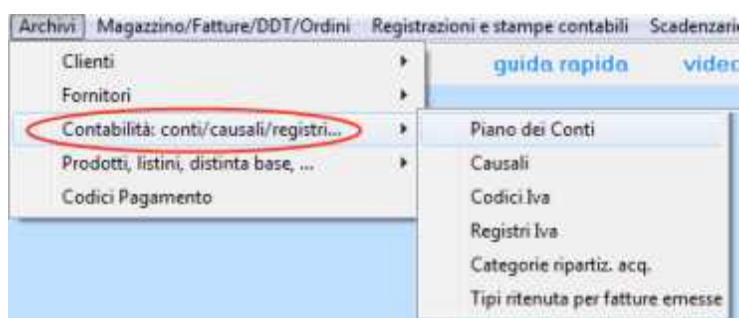 Archivi Magazzino/Fatture/DDT/Ordini Registrazioni e stampe contabili Scadenzario
guida rapida video
Clienti
Fornitori
Contabilità: conti/causali/registri...
Prodotti, listini, distinta base, ...
Codici Pagamento
Piano dei Conti
Causali
Codici Iva
Registri Iva
Categorie ripartiz. acq.
Tipi ritenuta per fatture emesse